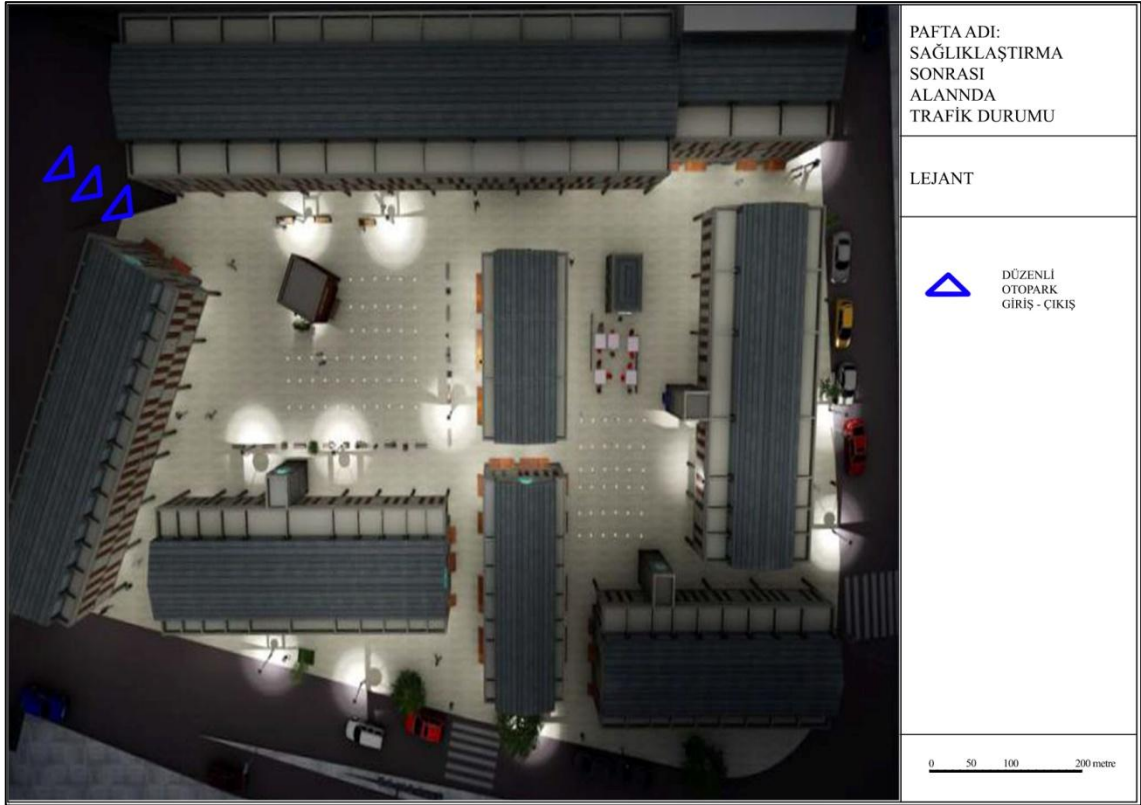 PAFTA ADI:
SAĞLIKLAŞTIRMA
SONRASI
ALANNDA
TRAFİK DURUMU
LEJANT
DÜZENLİ
OTOPARK
GİRİŞ - ÇIKIŞ
0 50 100 200 metre